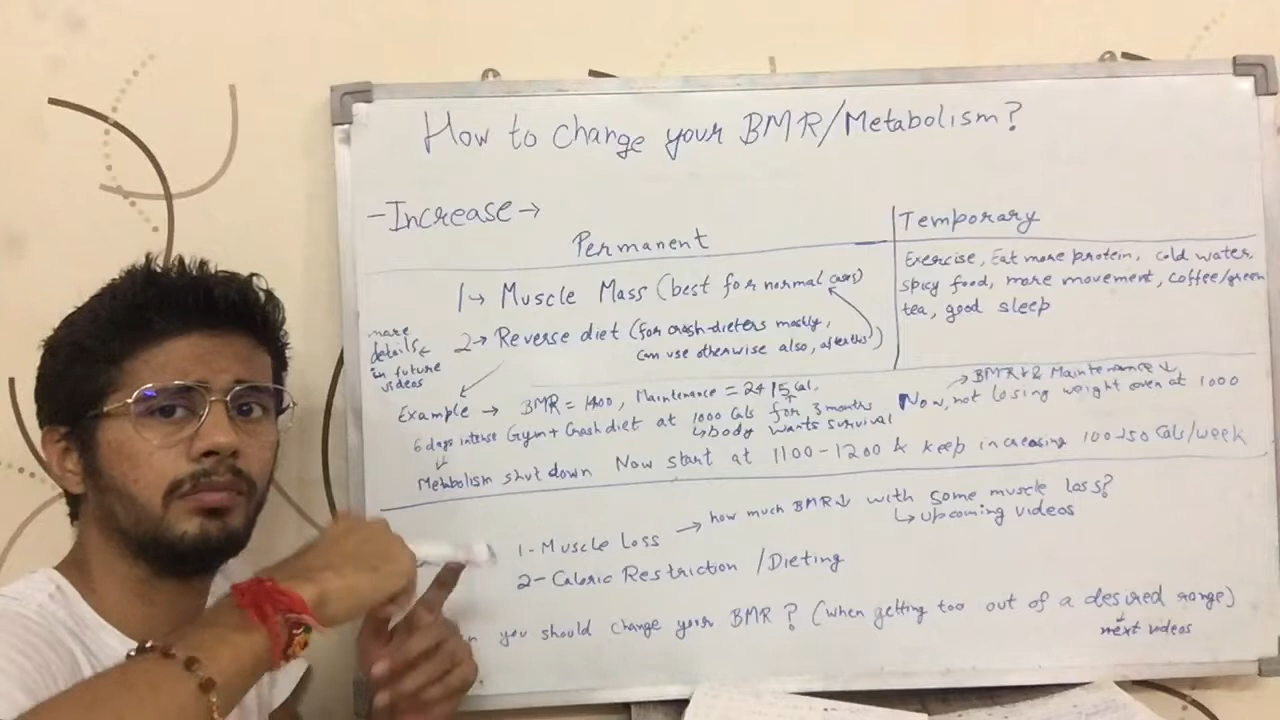 How to change your BMR/Metabolism?
-Increase→
Permanent
Temporary
1→ Muscle Mass (best for normal cases)
2→ Reverse diet (for crash-dieters mostly,
can use otherwise also, after this)
more
details←
in future
videos
Exercise, Eat more protein, cold water,
spicy food, more movement, coffee/green
tea, good sleep
Example → BMR = 1400, Maintenance = 2415 Cal.
6 days intense Gym + Crash diet at 1000 Cals for 3 months
↳body wants survival
→BMR↓ & Maintenance↓
Now, not losing weight even at 1000
Metabolism shut down Now start at 1100-1200 & keep increasing 100-150 Cals/week
1-Muscle Loss → how much BMR↓ with some muscle loss?
↳upcoming videos
2-Caloric Restriction /Dieting
you should change your BMR? (when getting too out of a desired range)
next videos